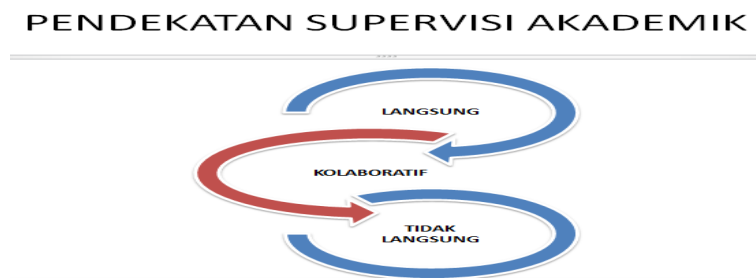 PENDEKATAN SUPERVISI AKADEMIK
LANGSUNG
KOLABORATIF
TIDAK
LANGSUNG